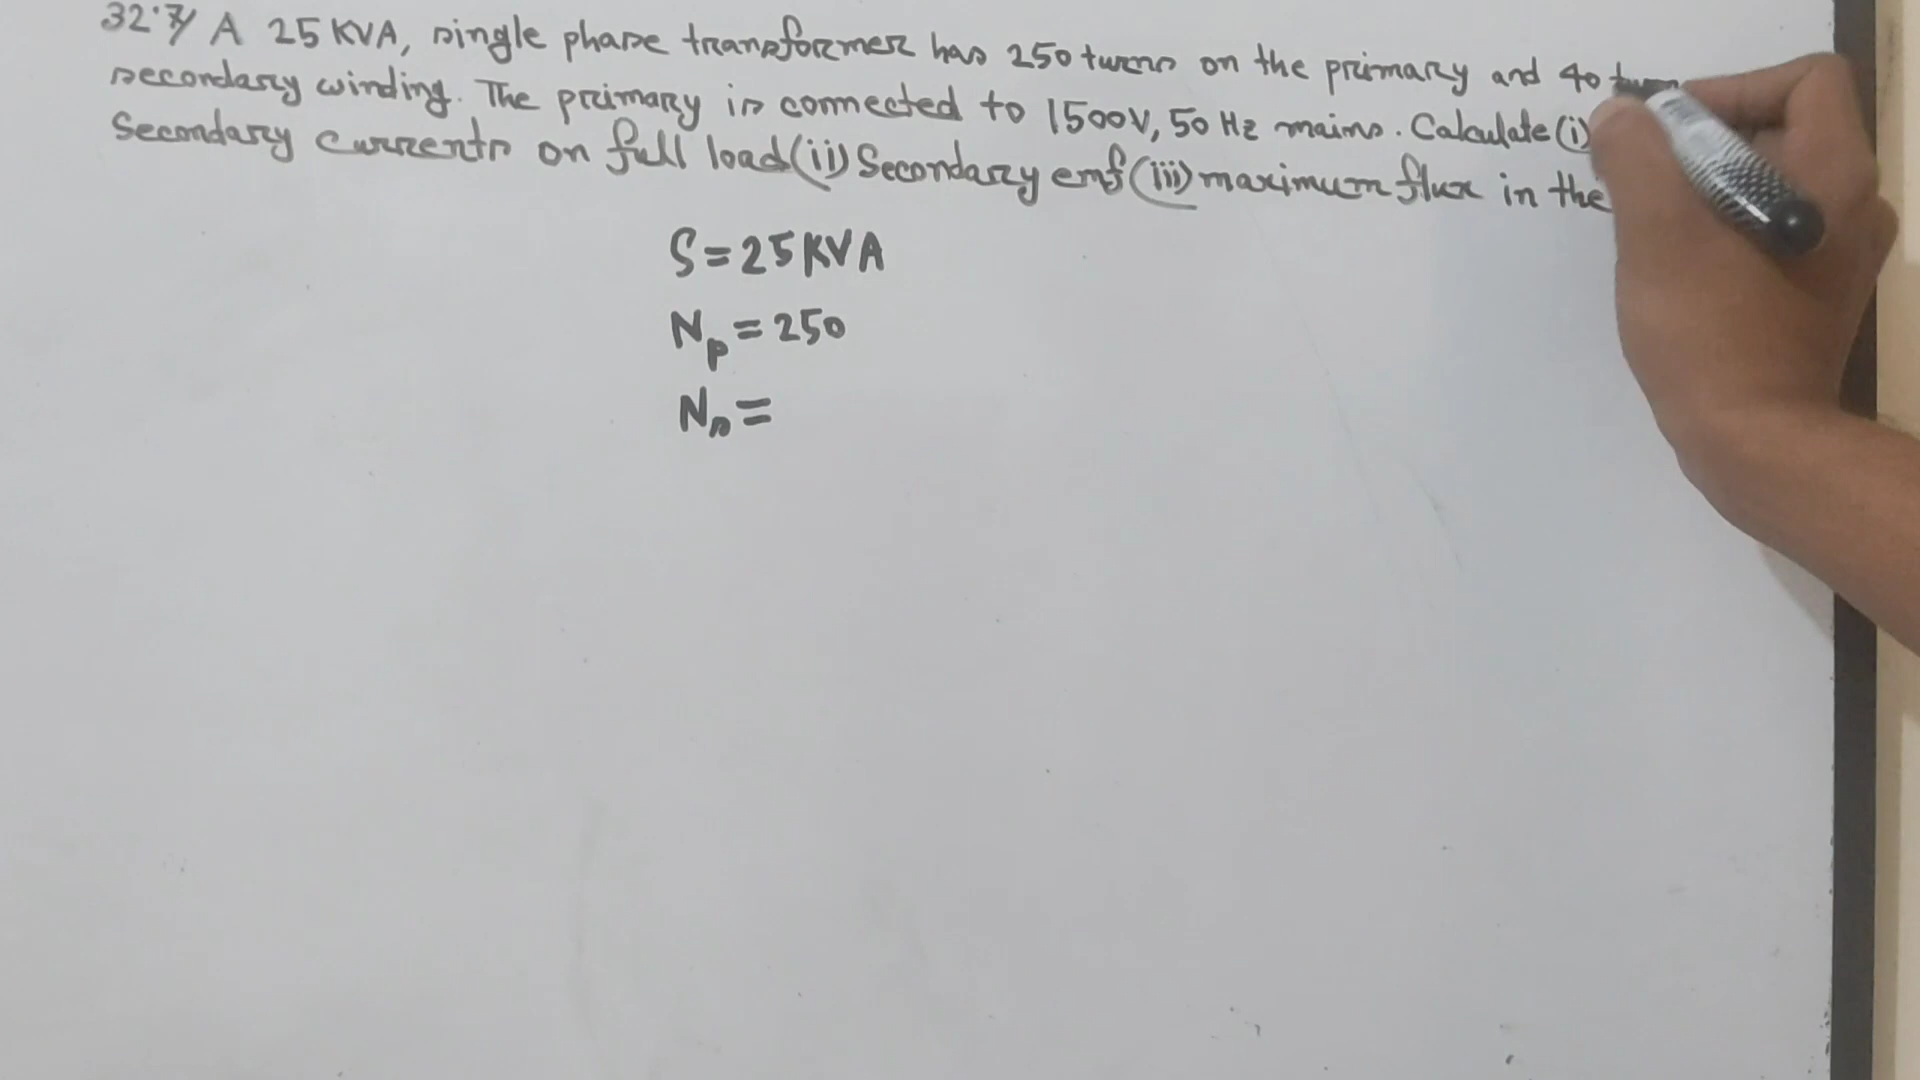 32.7/ A 25 KVA, single phase transformer has 250 turns on the primary and 40 turns
secondary winding. The primary is connected to 1500V, 50 Hz mains. Calculate (i)
Secondary Currents on full load (ii) Secondary emf (iii) maximum flux in the
S = 25 KVA
Np = 250
Ns =